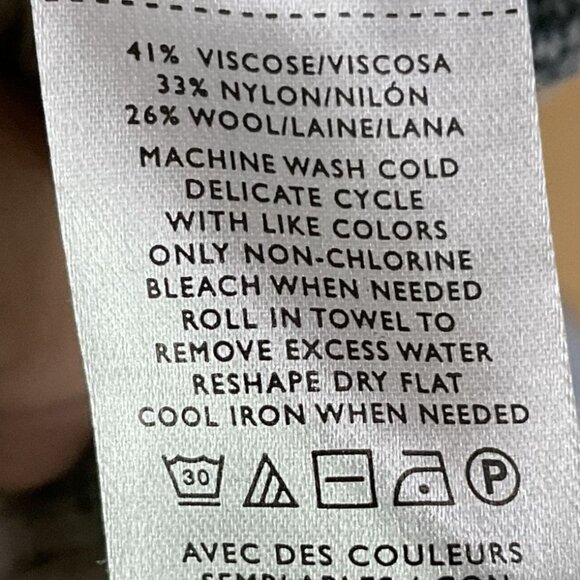 41% VISCOSE/VISCOSA
33% NYLON/NILÓN
26% WOOL/LAINE/LANA
MACHINE WASH COLD
DELICATE CYCLE
WITH LIKE COLORS
ONLY NON-CHLORINE
BLEACH WHEN NEEDED
ROLL IN TOWEL TO
REMOVE EXCESS WATER
RESHAPE DRY FLAT
COOL IRON WHEN NEEDED
30 P
AVEC DES COULEURS